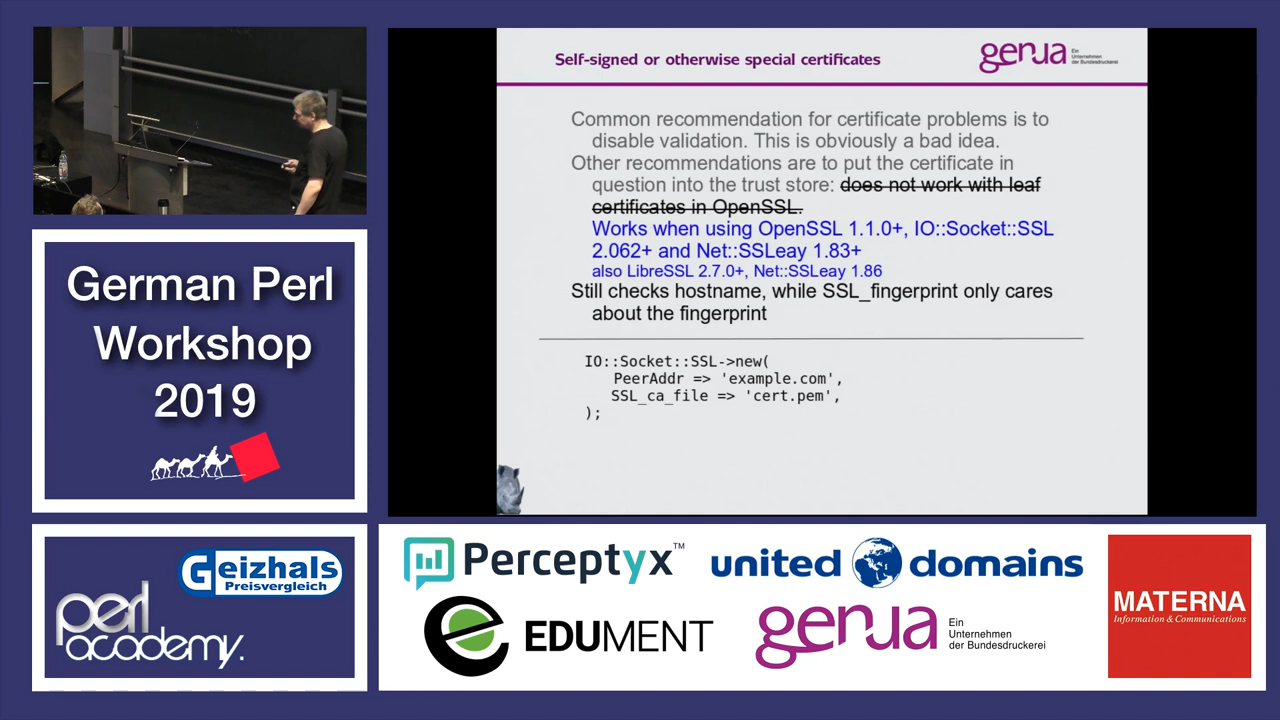 Self-signed or otherwise special certificates
genua
Ein
Unternehmen
der Bundesdruckerei
Common recommendation for certificate problems is to
disable validation. This is obviously a bad idea.
Other recommendations are to put the certificate in
question into the trust store: does not work with leaf
certificates in OpenSSL.
Works when using OpenSSL 1.1.0+, IO::Socket::SSL
2.062+ and Net::SSLeay 1.83+
also LibreSSL 2.7.0+, Net::SSLeay 1.86
Still checks hostname, while SSL_fingerprint only cares
about the fingerprint
IO::Socket::SSL->new(
PeerAddr => 'example.com',
SSL_ca_file => 'cert.pem',
);
German Perl
Workshop
2019
Geizhals
Preisvergleich
perl
academy.
Perceptyx™
united domains
EDUMENT
genua
Ein
Unternehmen
der Bundesdruckerei
MATERNA
Information & Communications